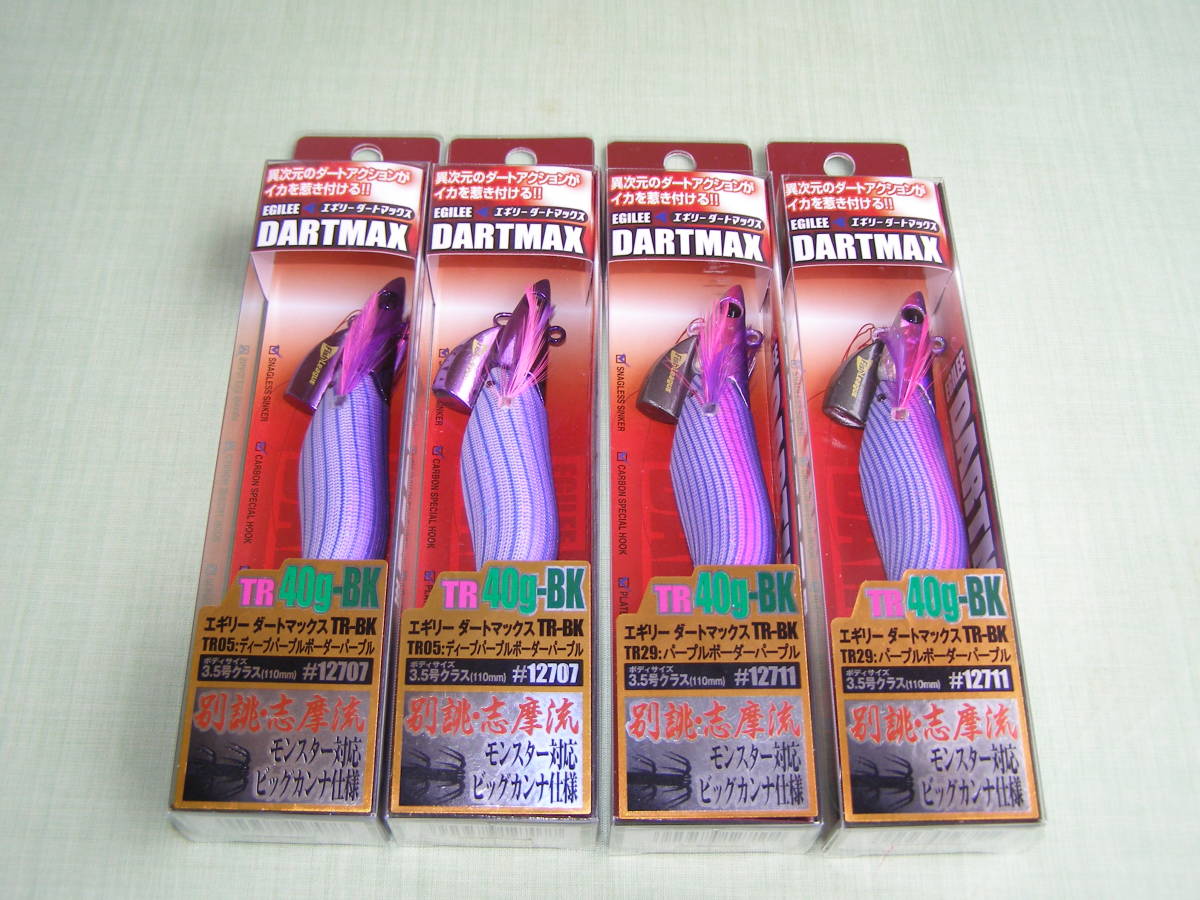 異次元のダートアクションが
イカを惹き付ける!!
EGILEE エギリーダートマックス
DARTMAX
FishLeague
SNAGLESS SINKER
CARBON SPECIAL HOOK
TR 40g-BK
エギリー ダートマックス TR-BK
TR05:ディープパープルボーダーパープル
ボディサイズ
3.5号クラス(110mm) #12707
別誂・志摩流
モンスター対応
ビッグカンナ仕様
異次元のダートアクションが
イカを惹き付ける!!
EGILEE エギリーダートマックス
DARTMAX
FishLeague
SNAGLESS SINKER
CARBON SPECIAL HOOK
TR 40g-BK
エギリー ダートマックス TR-BK
TR05:ディープパープルボーダーパープル
ボディサイズ
3.5号クラス(110mm) #12707
別誂・志摩流
モンスター対応
ビッグカンナ仕様
異次元のダートアクションが
イカを惹き付ける!!
EGILEE エギリーダートマックス
DARTMAX
FishLeague
SNAGLESS SINKER
CARBON SPECIAL HOOK
TR 40g-BK
エギリー ダートマックス TR-BK
TR29:パープルボーダーパープル
ボディサイズ
3.5号クラス(110mm) #12711
別誂・志摩流
モンスター対応
ビッグカンナ仕様
異次元のダートアクションが
イカを惹き付ける!!
EGILEE エギリーダートマックス
DARTMAX
SNAGLESS SINKER
CARBON SPECIAL HOOK
EGILEE
TR 40g-BK
エギリー ダートマックス TR-BK
TR29:パープルボーダーパープル
ボディサイズ
3.5号クラス(110mm) #12711
別誂・志摩流
モンスター対応
ビッグカンナ仕様